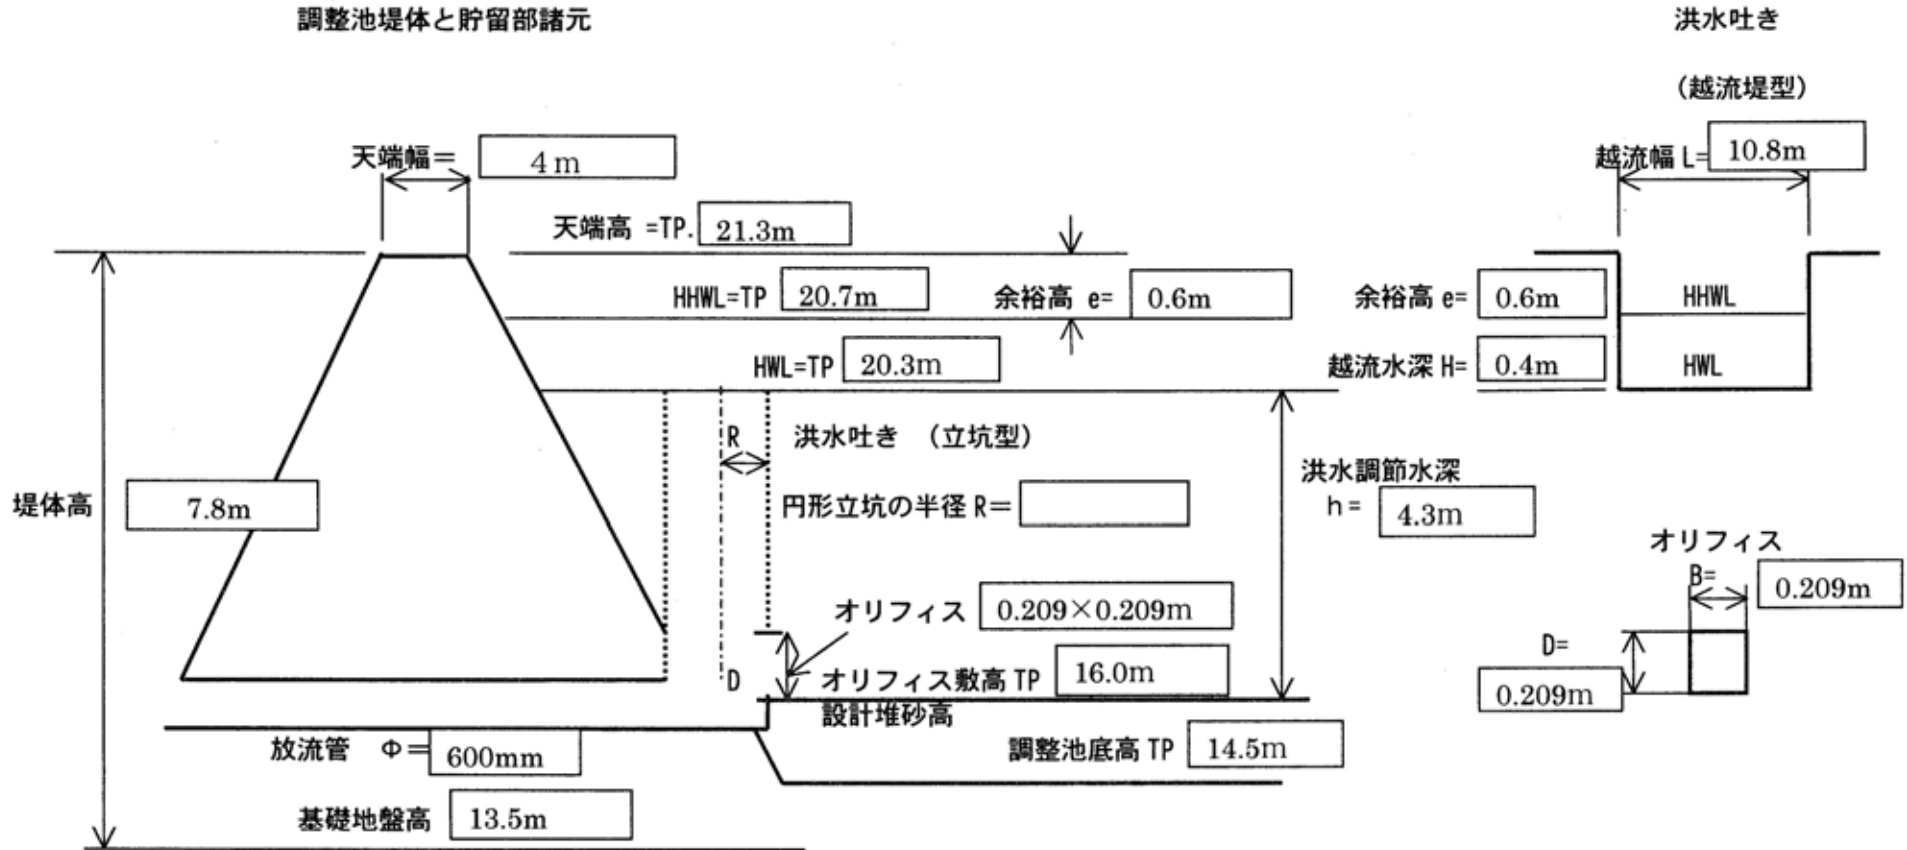 調整池堤体と貯留部諸元
洪水吐き
(越流堤型)
天端幅= 4m
越流幅 L= 10.8m
天端高 =TP. 21.3m
HHWL=TP 20.7m 余裕高 e= 0.6m
余裕高 e= 0.6m HHWL
HWL=TP 20.3m
越流水深 H= 0.4m HWL
R 洪水吐き (立坑型)
洪水調節水深
h= 4.3m
堤体高 7.8m
円形立坑の半径 R=
オリフィス
B= 0.209m
オリフィス 0.209×0.209m
D=
0.209m
D オリフィス敷高 TP 16.0m
設計堆砂高
放流管 Φ= 600mm
調整池底高 TP 14.5m
基礎地盤高 13.5m